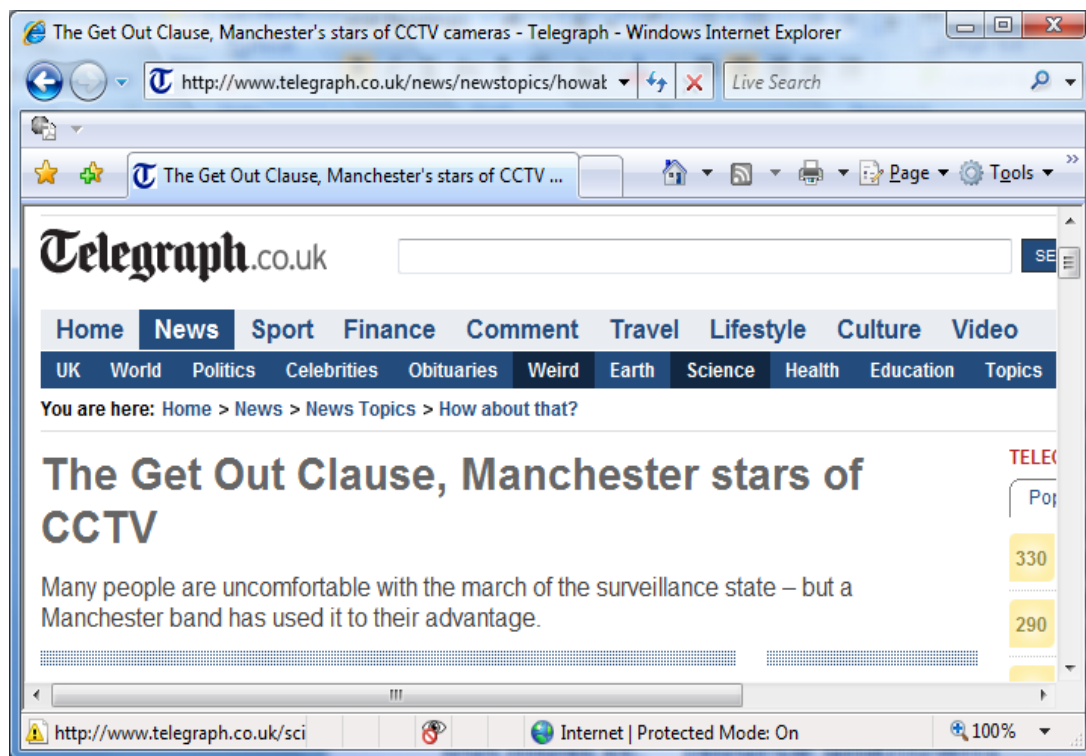 The Get Out Clause, Manchester's stars of CCTV cameras - Telegraph - Windows Internet Explorer
http://www.telegraph.co.uk/news/newstopics/howat
Live Search
The Get Out Clause, Manchester's stars of CCTV ...
Page Tools
Telegraph.co.uk
SE
Home News Sport Finance Comment Travel Lifestyle Culture Video
UK World Politics Celebrities Obituaries Weird Earth Science Health Education Topics
You are here: Home > News > News Topics > How about that?
The Get Out Clause, Manchester stars of
CCTV
TELE
Pop
Many people are uncomfortable with the march of the surveillance state – but a
Manchester band has used it to their advantage.
330
290
http://www.telegraph.co.uk/sci
Internet | Protected Mode: On
100%